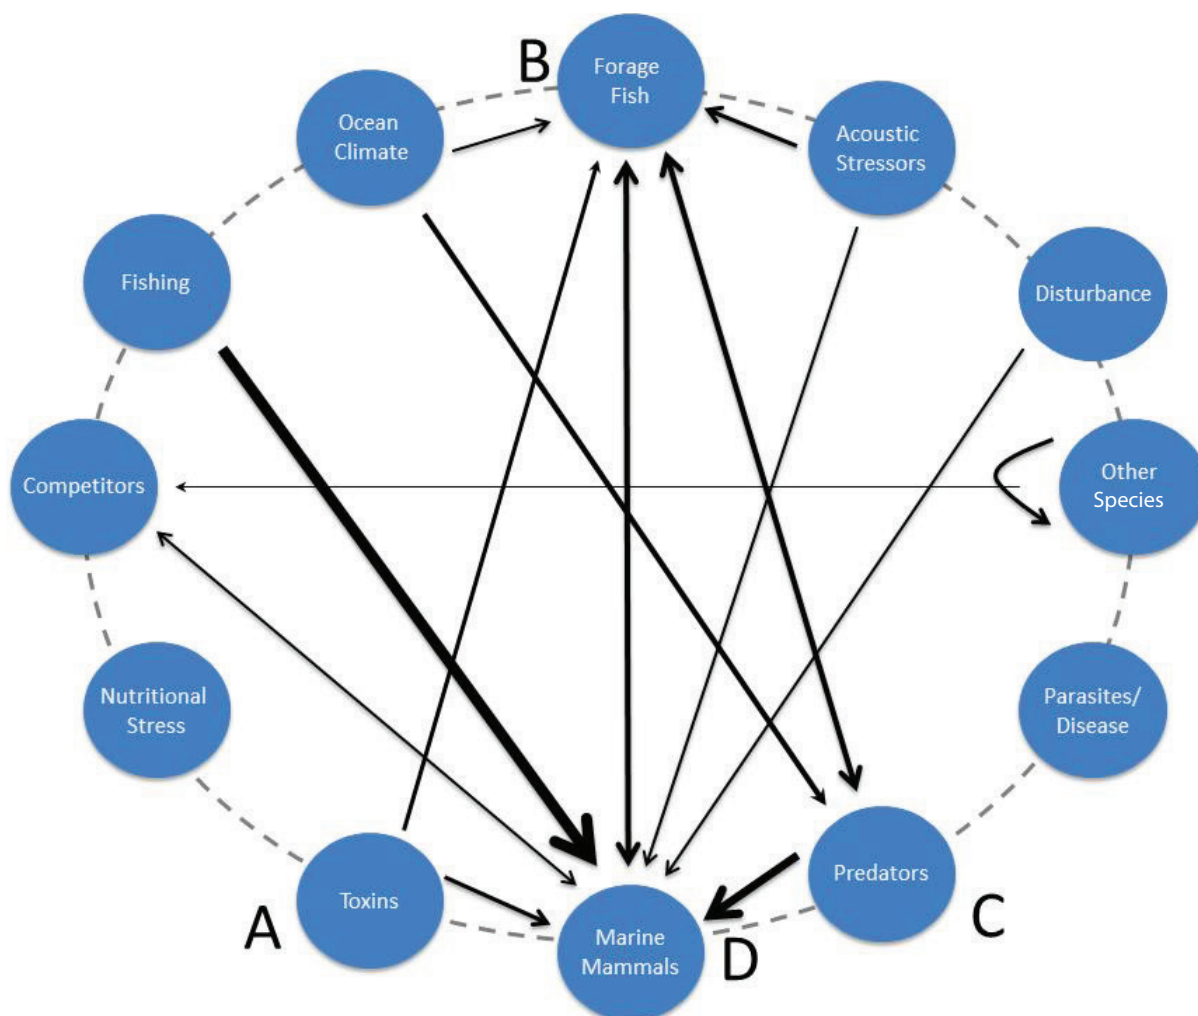 B
Forage
Fish
Ocean
Climate
Acoustic
Stressors
Fishing
Disturbance
Competitors
Other
Species
Nutritional
Stress
Parasites/
Disease
Toxins
Predators
A
C
Marine
Mammals
D